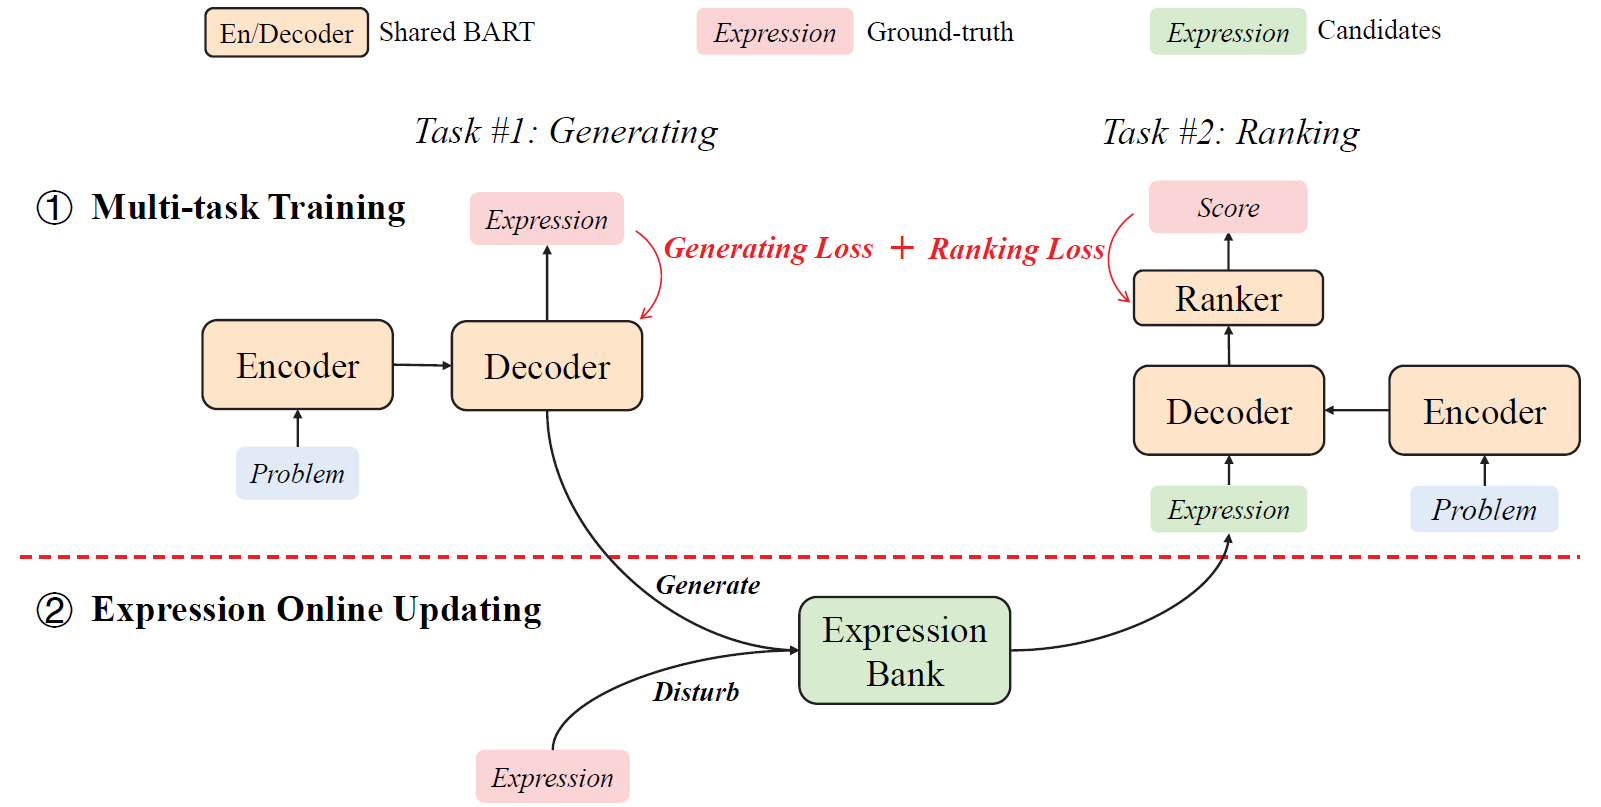 En/Decoder Shared BART
Expression Ground-truth
Expression Candidates
Task #1: Generating
Task #2: Ranking
① Multi-task Training
Expression
Generating Loss + Ranking Loss
Score
Ranker
Encoder
Decoder
Decoder
Encoder
Problem
Expression
Problem
② Expression Online Updating
Generate
Expression
Bank
Disturb
Expression